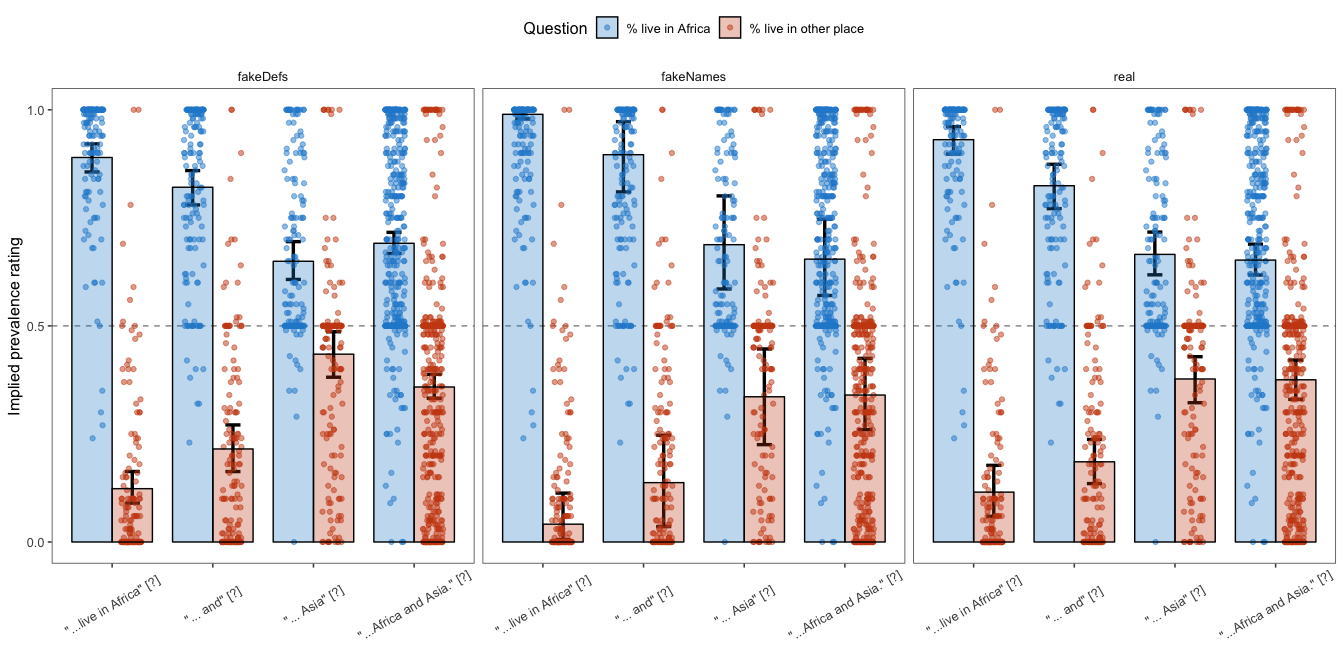 Question % live in Africa % live in other place
fakeDefs fakeNames real
Implied prevalence rating
1.0
0.5
0.0
"...live in Africa" [?] "... and" [?] "... Asia" [?] "...Africa and Asia." [?] "...live in Africa" [?] "... and" [?] "... Asia" [?] "...Africa and Asia." [?] "...live in Africa" [?] "... and" [?] "... Asia" [?] "...Africa and Asia." [?]